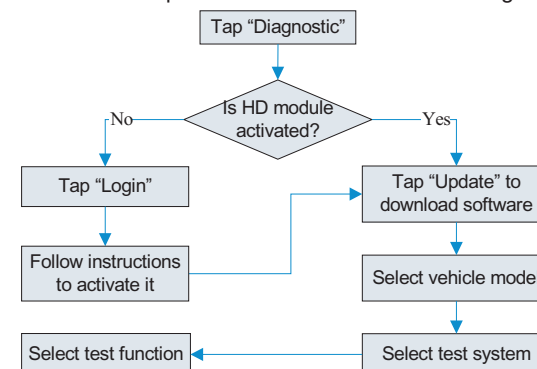 Tap “Diagnostic”
Is HD module
activated?
No
Yes
Tap “Login”
Tap “Update” to
download software
Follow instructions
to activate it
Select vehicle mode
Select test function
Select test system